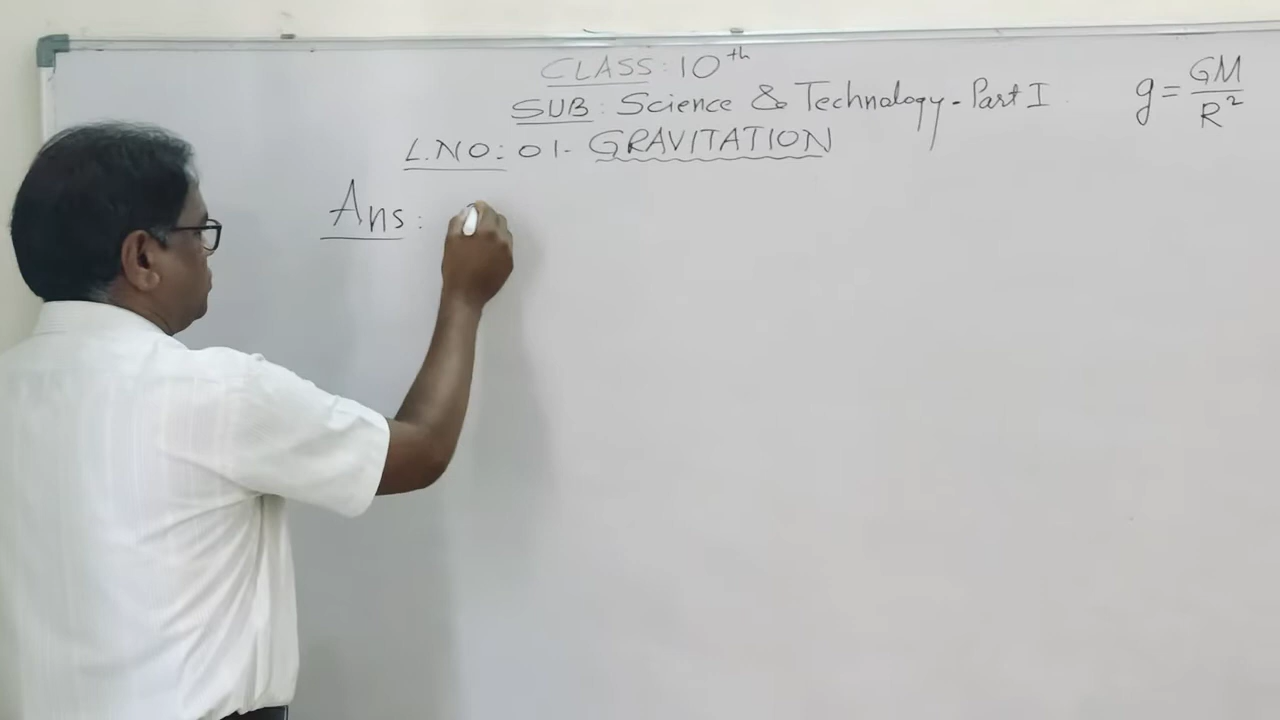 CLASS: 10th
SUB: Science & Technology - Part I
g = GM/R²
L.NO: 01- GRAVITATION
Ans: